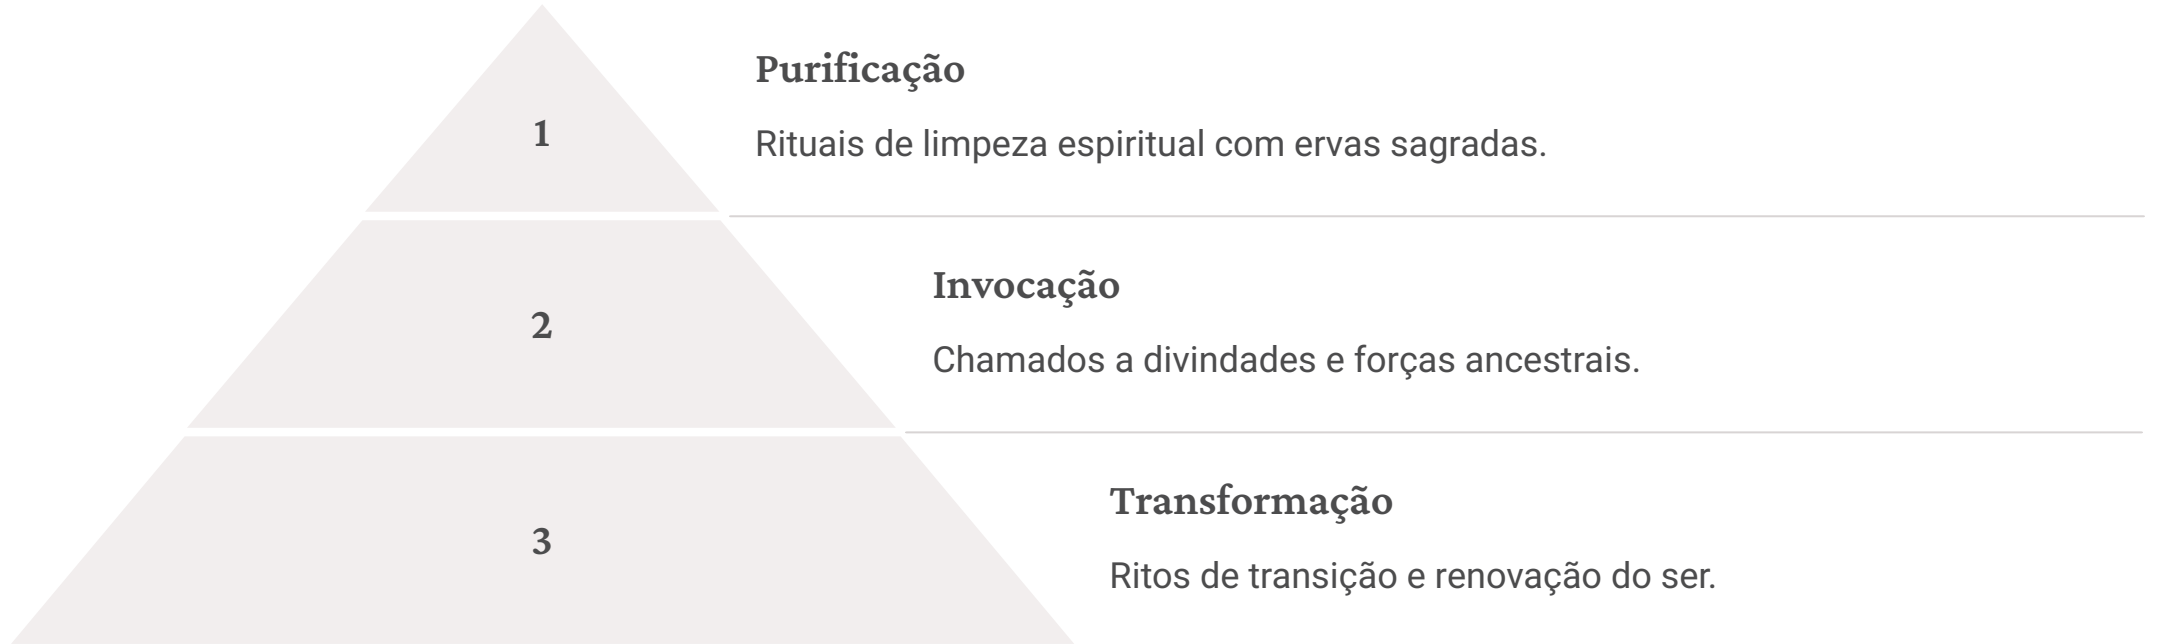 1
Purificação
Rituais de limpeza espiritual com ervas sagradas.
2
Invocação
Chamados a divindades e forças ancestrais.
3
Transformação
Ritos de transição e renovação do ser.